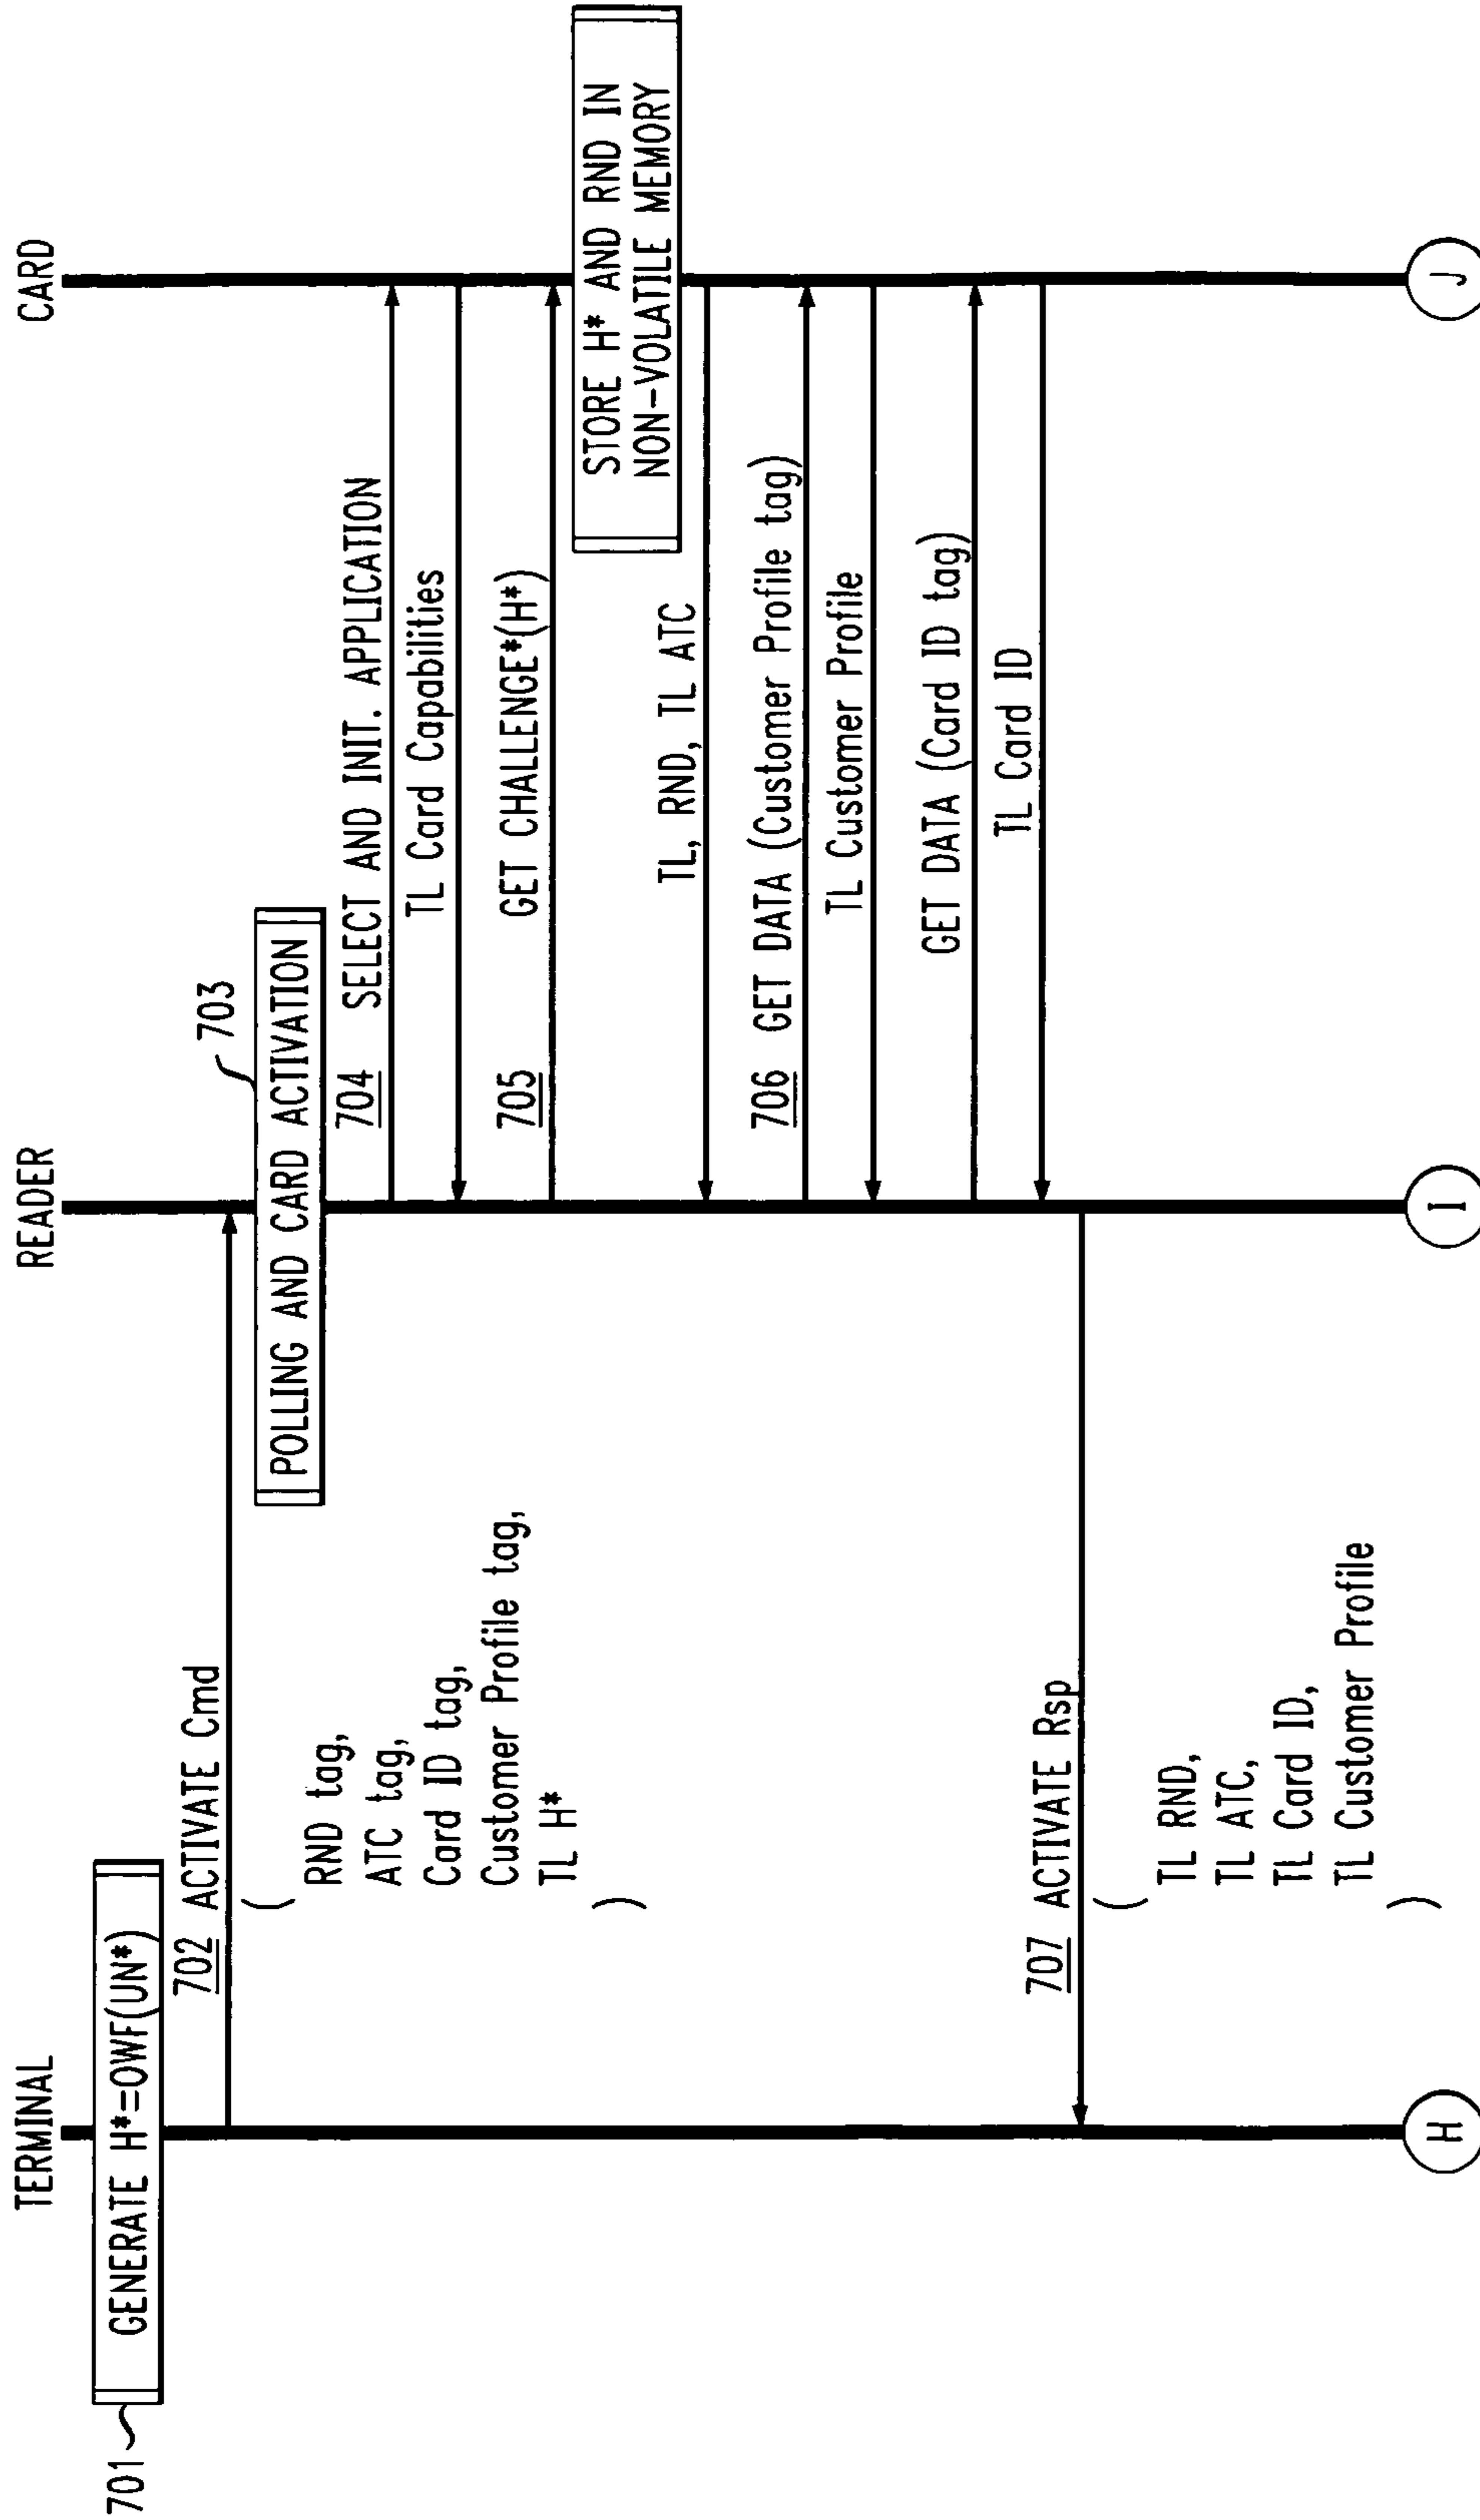 TERMINAL
READER
CARD
701
GENERATE H*=OWF(UN*)
702 ACTIVATE Cmd
(
RND tag,
ATC tag,
Card ID tag,
Customer Profile tag,
TL H*
)
703
POLLING AND CARD ACTIVATION
704 SELECT AND INIT. APPLICATION
TL Card Capabilities
705 GET CHALLENGE*(H*)
STORE H* AND RND IN
NON-VOLATILE MEMORY
TL, RND, TL ATC
706 GET DATA (Customer Profile tag)
TL Customer Profile
GET DATA (Card ID tag)
TL Card ID
707 ACTIVATE Rsp
(
TL RND,
TL ATC,
TL Card ID,
TL Customer Profile
)
H
I
J